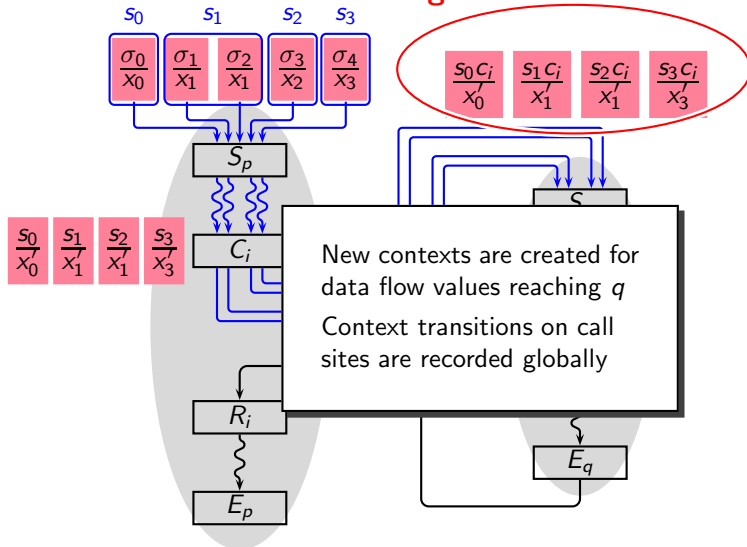 s₀ s₁ s₂ s₃
σ₀/x₀ σ₁/x₁ σ₂/x₁ σ₃/x₂ σ₄/x₃
s₀cᵢ/x′₀ s₁cᵢ/x′₁ s₂cᵢ/x′₁ s₃cᵢ/x′₃
Sₚ
s₀/x′₀ s₁/x′₁ s₂/x′₁ s₃/x′₃
Cᵢ
New contexts are created for
data flow values reaching q
Context transitions on call
sites are recorded globally
Rᵢ
E_q
Eₚ